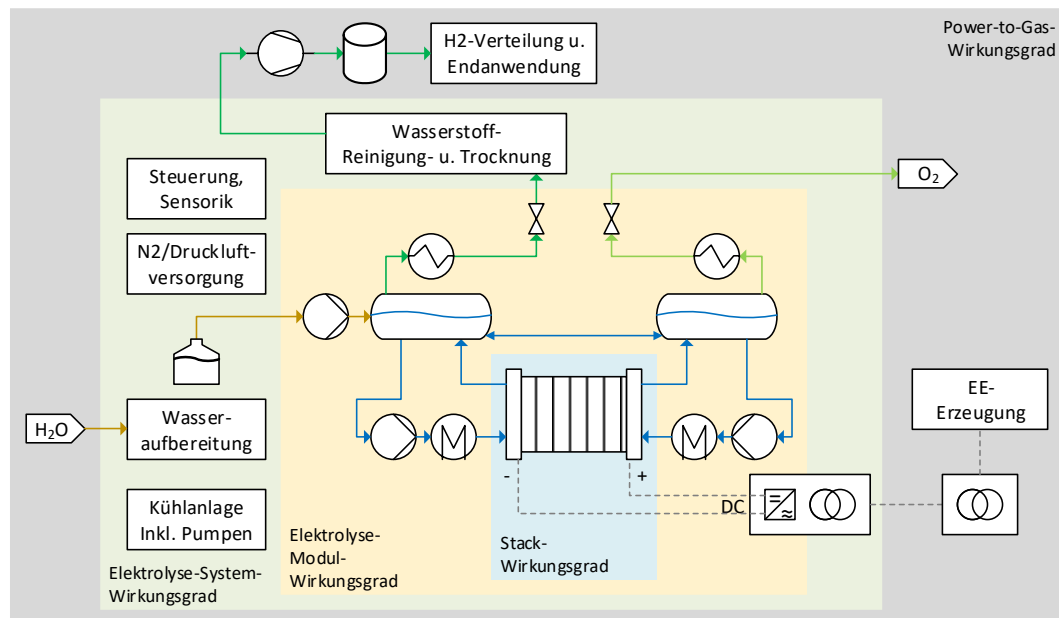 Power-to-Gas-
Wirkungsgrad
H2-Verteilung u.
Endanwendung
Wasserstoff-
Reinigung- u. Trocknung
O2
Steuerung,
Sensorik
N2/Druckluft-
versorgung
H2O
Wasser-
aufbereitung
EE-
Erzeugung
-
+
DC
Kühlanlage
Inkl. Pumpen
Elektrolyse-System-
Wirkungsgrad
Elektrolyse-
Modul-
Wirkungsgrad
Stack-
Wirkungsgrad